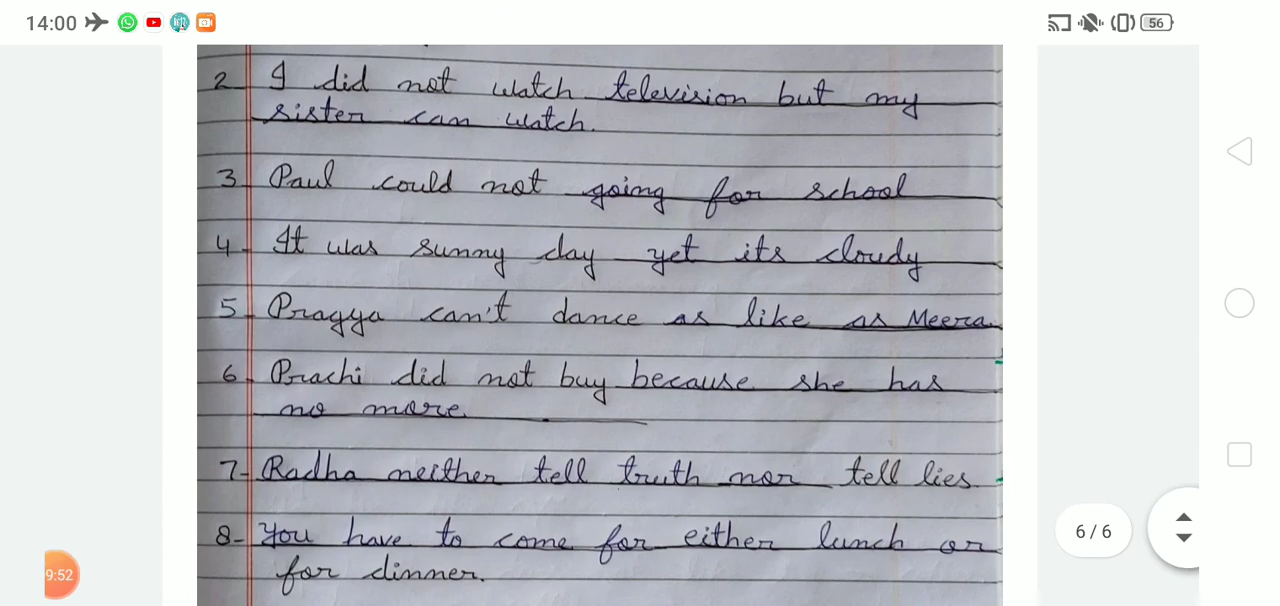 14:00
56
2 I did not watch television but my
sister can watch.
3 Paul could not going for school
4 It was sunny day yet its cloudy
5 Pragya can't dance as like as Meera.
6 Prachi did not buy because she has
no more
7- Radha neither tell truth nor tell lies
8- You have to come for either lunch or
for dinner.
6 / 6
9:52